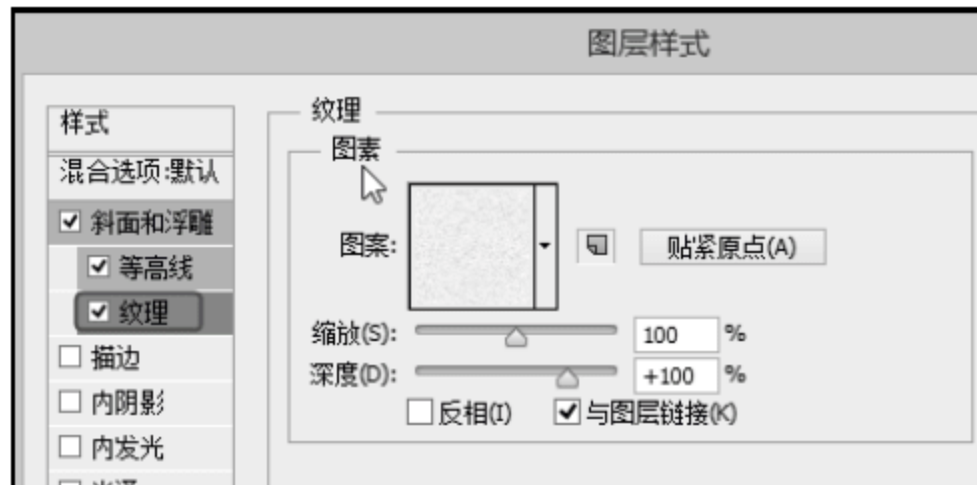 图层样式
样式
混合选项:默认
斜面和浮雕
等高线
纹理
描边
内阴影
内发光
纹理
图素
图案:
贴紧原点(A)
缩放(S): 100 %
深度(D): +100 %
反相(I) 与图层链接(K)